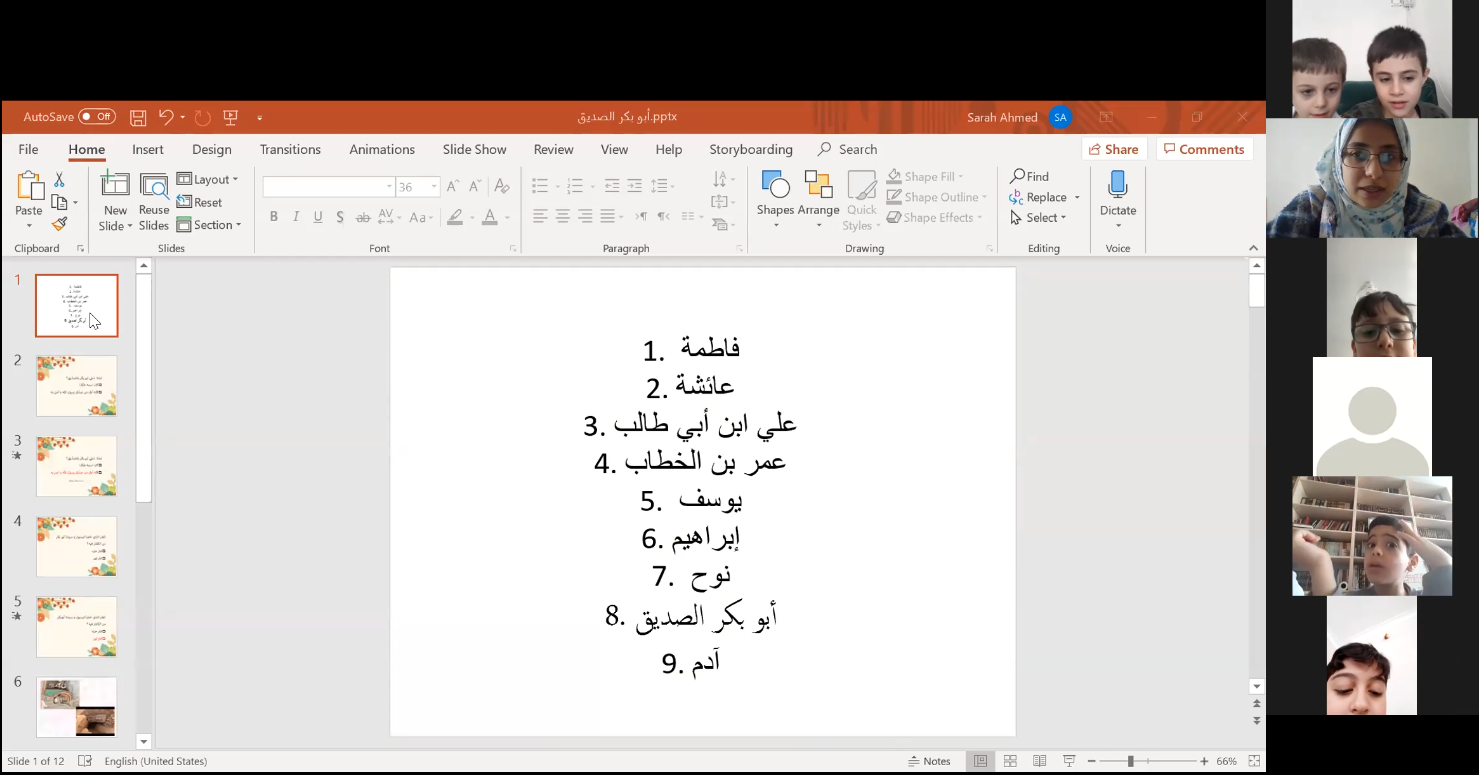 AutoSave Off
أبو بكر الصديق.pptx
Sarah Ahmed SA
File Home Insert Design Transitions Animations Slide Show Review View Help Storyboarding Search Share Comments
Paste
Clipboard
New Slide
Reuse Slides
Layout
Reset
Section
Slides
36
Font
Paragraph
Shapes
Arrange
Quick Styles
Shape Fill
Shape Outline
Shape Effects
Drawing
Find
Replace
Select
Editing
Dictate
Voice
1
2
3
4
5
6
1. فاطمة
2. عائشة
3. علي ابن أبي طالب
4. عمر بن الخطاب
5. يوسف
6. إبراهيم
7. نوح
8. أبو بكر الصديق
9. آدم
Slide 1 of 12 English (United States) Notes 66%